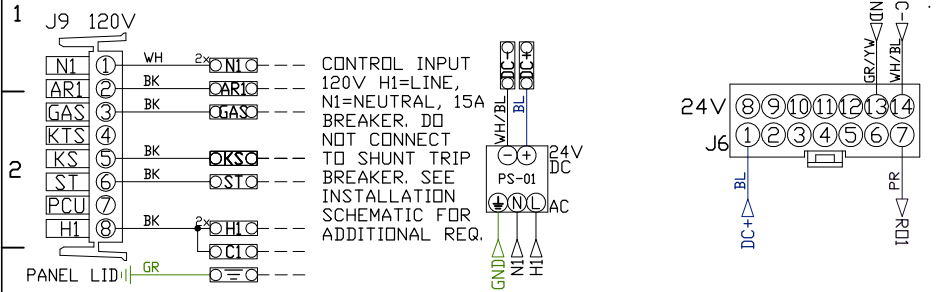 1
J9 120V
N1 1 WH 2x N1
AR1 2 BK AR1
GAS 3 BK GAS
KTS 4
KS 5 BK KS
2
ST 6 BK ST
PCU 7
H1 8 BK 2x H1
C1
PANEL LID GR
CONTROL INPUT
120V H1=LINE,
N1=NEUTRAL, 15A
BREAKER. DO
NOT CONNECT
TO SHUNT TRIP
BREAKER. SEE
INSTALLATION
SCHEMATIC FOR
ADDITIONAL REQ.
DC- DC+
WH/BL BL
- + 24V
DC
PS-01
N L AC
GND N1 H1
ND C-
GR/YW WH/BL
24V 8 9 10 11 12 13 14
J6 1 2 3 4 5 6 7
BL PR
DC+ RO1